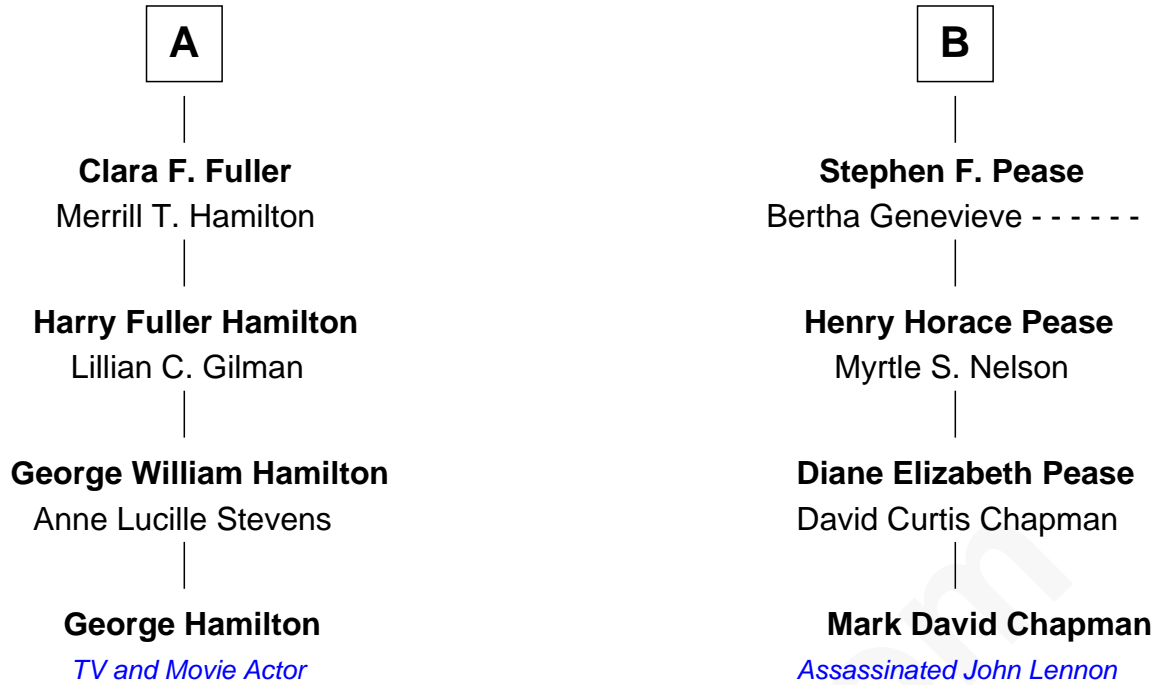 A
Clara F. Fuller
Merrill T. Hamilton
Harry Fuller Hamilton
Lillian C. Gilman
George William Hamilton
Anne Lucille Stevens
George Hamilton
TV and Movie Actor
B
Stephen F. Pease
Bertha Genevieve - - - - - -
Henry Horace Pease
Myrtle S. Nelson
Diane Elizabeth Pease
David Curtis Chapman
Mark David Chapman
Assassinated John Lennon